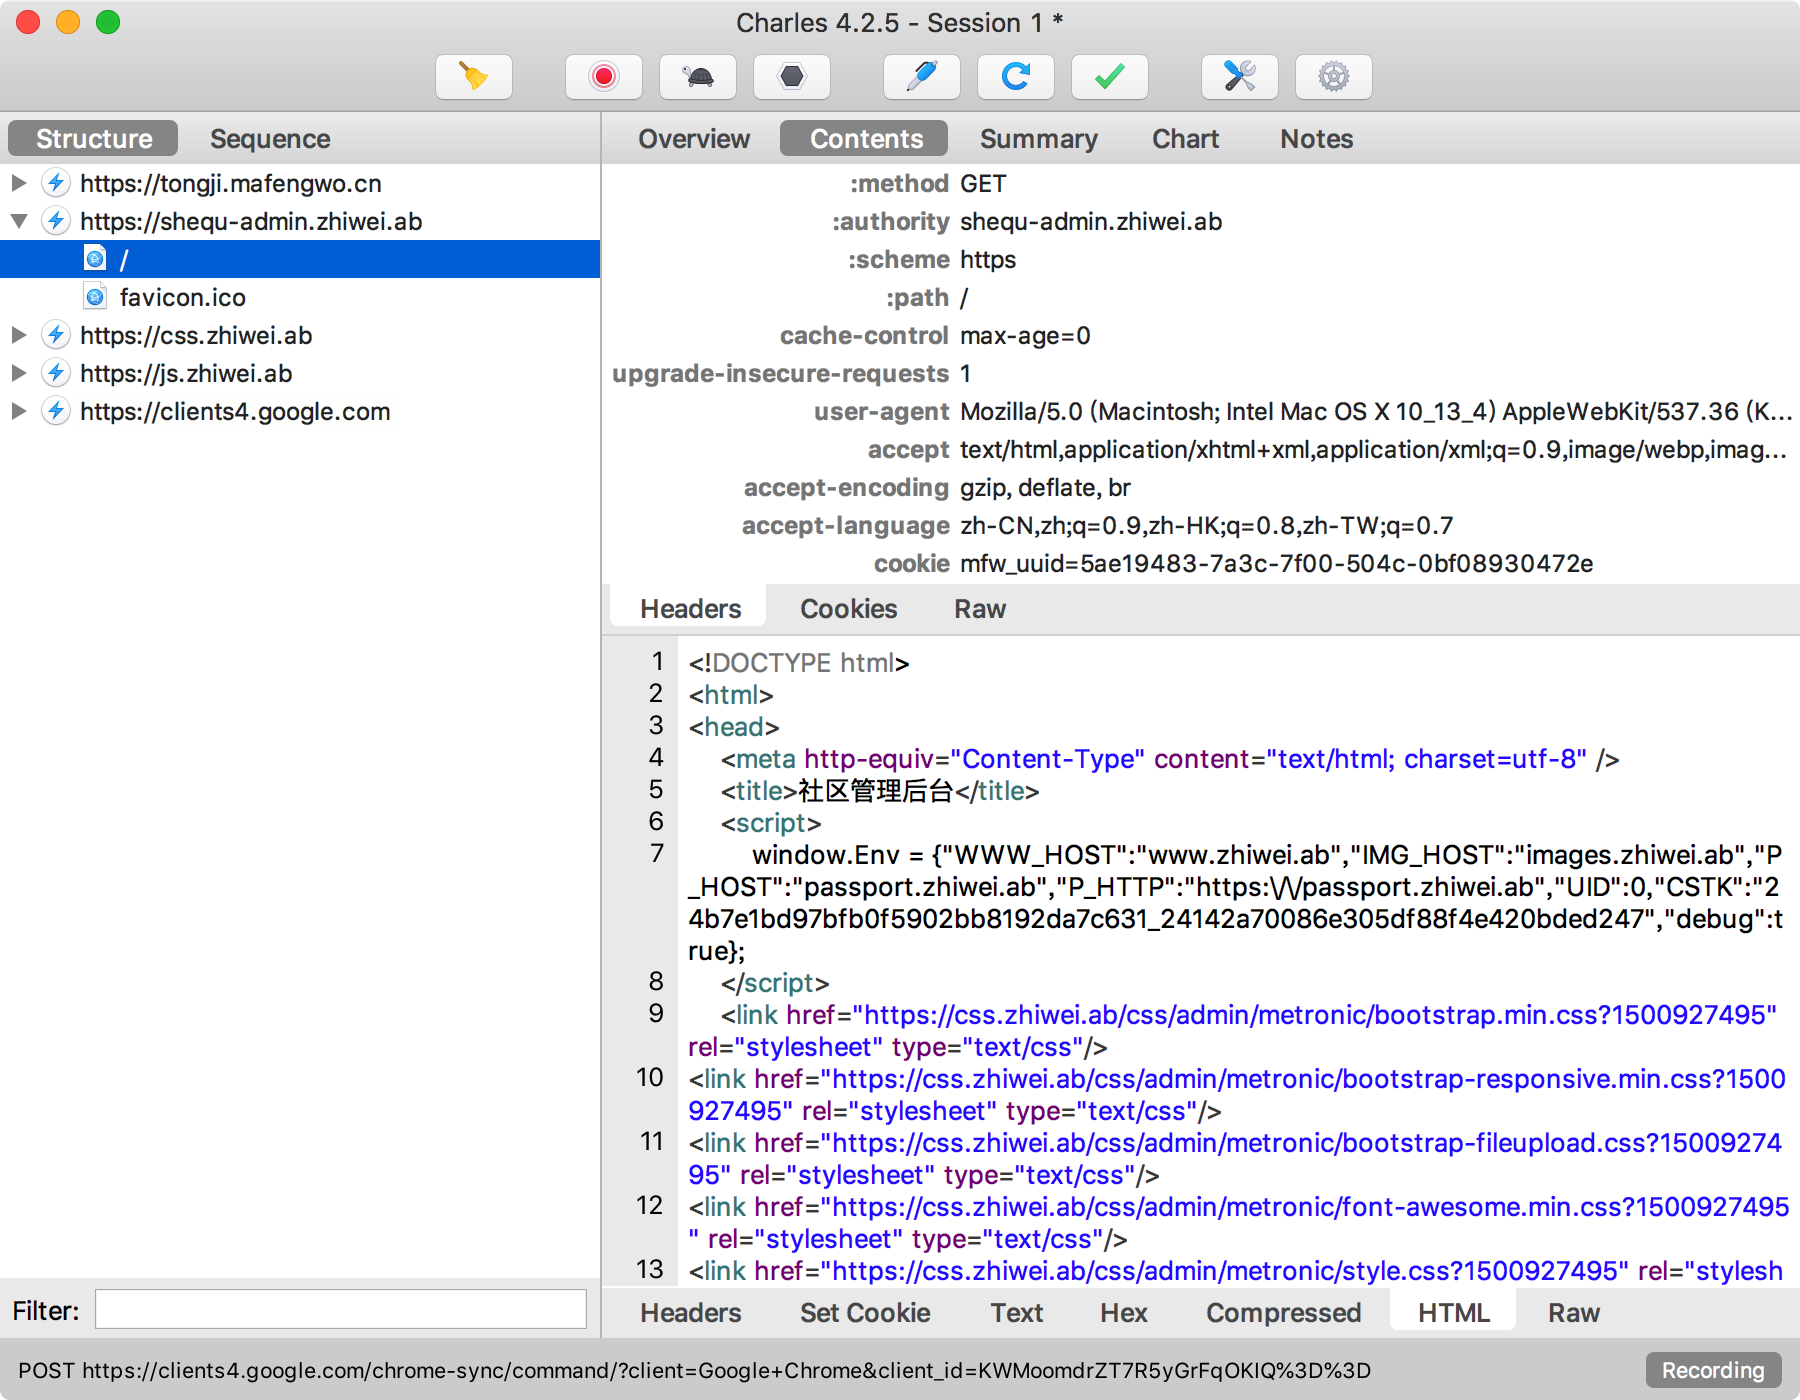 Charles 4.2.5 - Session 1 *
Structure Sequence
https://tongji.mafengwo.cn
https://shequ-admin.zhiwei.ab
/
favicon.ico
https://css.zhiwei.ab
https://js.zhiwei.ab
https://clients4.google.com
Filter:
Overview Contents Summary Chart Notes
:method GET
:authority shequ-admin.zhiwei.ab
:scheme https
:path /
cache-control max-age=0
upgrade-insecure-requests 1
user-agent Mozilla/5.0 (Macintosh; Intel Mac OS X 10_13_4) AppleWebKit/537.36 (K...
accept text/html,application/xhtml+xml,application/xml;q=0.9,image/webp,imag...
accept-encoding gzip, deflate, br
accept-language zh-CN,zh;q=0.9,zh-HK;q=0.8,zh-TW;q=0.7
cookie mfw_uuid=5ae19483-7a3c-7f00-504c-0bf08930472e
Headers Cookies Raw
1 <!DOCTYPE html>
2 <html>
3 <head>
4 <meta http-equiv="Content-Type" content="text/html; charset=utf-8" />
5 <title>社区管理后台</title>
6 <script>
7 window.Env = {"WWW_HOST":"www.zhiwei.ab","IMG_HOST":"images.zhiwei.ab","P
_HOST":"passport.zhiwei.ab","P_HTTP":"https:\/\/passport.zhiwei.ab","UID":0,"CSTK":"2
4b7e1bd97bfb0f5902bb8192da7c631_24142a70086e305df88f4e420bded247","debug":t
rue};
8 </script>
9 <link href="https://css.zhiwei.ab/css/admin/metronic/bootstrap.min.css?1500927495"
rel="stylesheet" type="text/css"/>
10 <link href="https://css.zhiwei.ab/css/admin/metronic/bootstrap-responsive.min.css?1500
927495" rel="stylesheet" type="text/css"/>
11 <link href="https://css.zhiwei.ab/css/admin/metronic/bootstrap-fileupload.css?15009274
95" rel="stylesheet" type="text/css"/>
12 <link href="https://css.zhiwei.ab/css/admin/metronic/font-awesome.min.css?1500927495
" rel="stylesheet" type="text/css"/>
13 <link href="https://css.zhiwei.ab/css/admin/metronic/style.css?1500927495" rel="stylesh
Headers Set Cookie Text Hex Compressed HTML Raw
POST https://clients4.google.com/chrome-sync/command/?client=Google+Chrome&client_id=KWMoomdrZT7R5yGrFqOKIQ%3D%3D
Recording